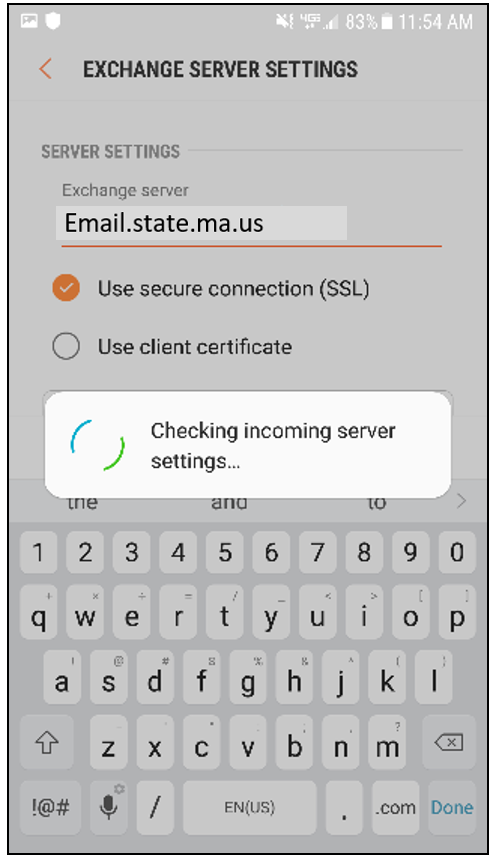 4G LTE 83% 11:54 AM
EXCHANGE SERVER SETTINGS
SERVER SETTINGS
Exchange server
Email.state.ma.us
Use secure connection (SSL)
Use client certificate
Checking incoming server
settings...
the and to
1 2 3 4 5 6 7 8 9 0
+ × ÷ = / _ < > [ ]
q w e r t y u i o p
! @ # $ % & ^ ( )
a s d f g h j k l
- ' " : ; , ?
z x c v b n m
!@# / EN(US) . .com Done